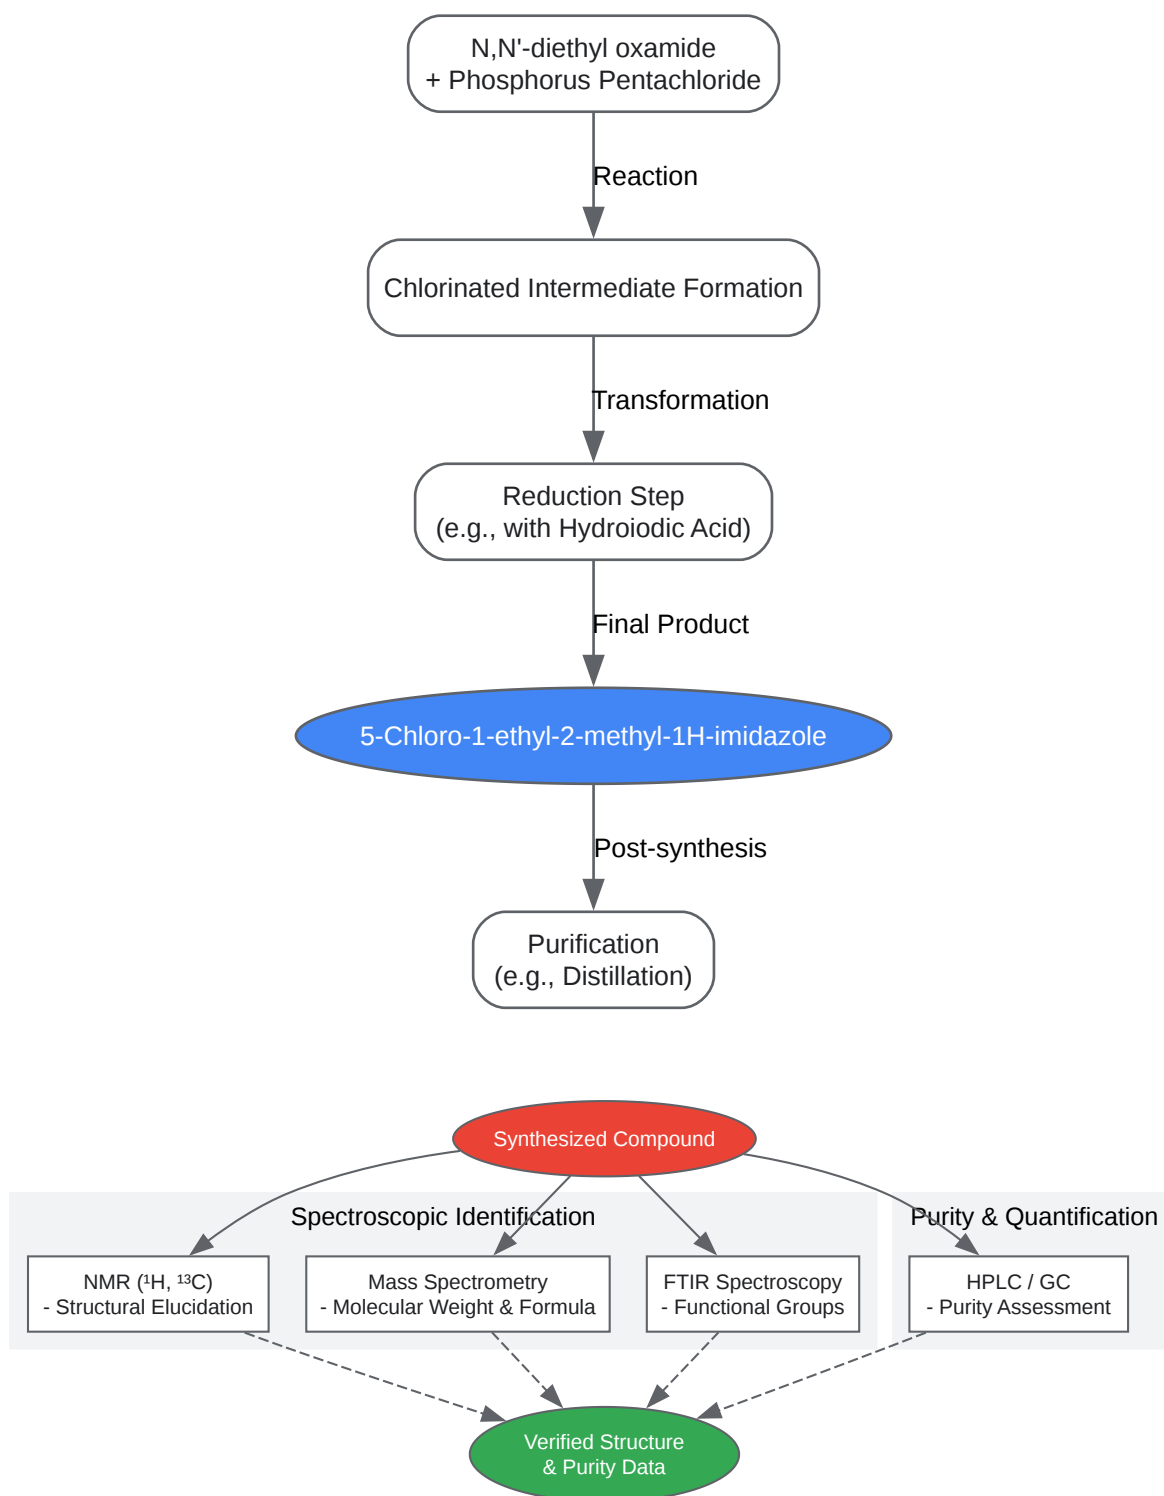 N,N'-diethyl oxamide
+ Phosphorus Pentachloride
Reaction
Chlorinated Intermediate Formation
Transformation
Reduction Step
(e.g., with Hydroiodic Acid)
Final Product
5-Chloro-1-ethyl-2-methyl-1H-imidazole
Post-synthesis
Purification
(e.g., Distillation)
Synthesized Compound
Spectroscopic Identification
Purity & Quantification
NMR (¹H, ¹³C)
- Structural Elucidation
Mass Spectrometry
- Molecular Weight & Formula
FTIR Spectroscopy
- Functional Groups
HPLC / GC
- Purity Assessment
Verified Structure
& Purity Data